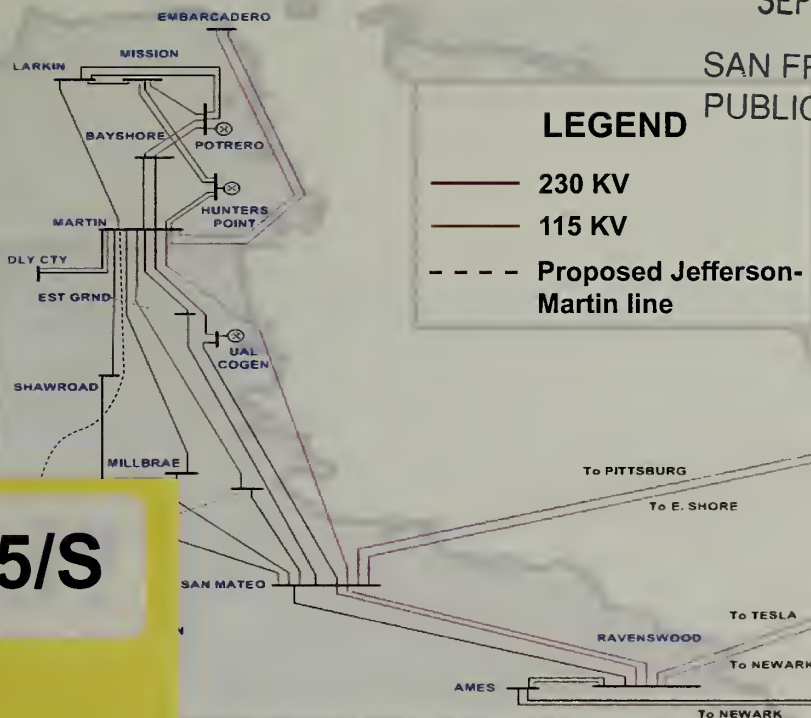 SEP
SAN FR
PUBLIC
EMBARCADERO
MISSION
LARKIN
BAYSHORE
POTRERO
HUNTERS
POINT
MARTIN
DLY CTY
EST GRND
UAL
COGEN
SHAWROAD
MILLBRAE
SAN MATEO
LEGEND
230 KV
115 KV
Proposed Jefferson-
Martin line
To PITTSBURG
To E. SHORE
To TESLA
RAVENSWOOD
To NEWARK
AMES
To NEWARK
5/S
N